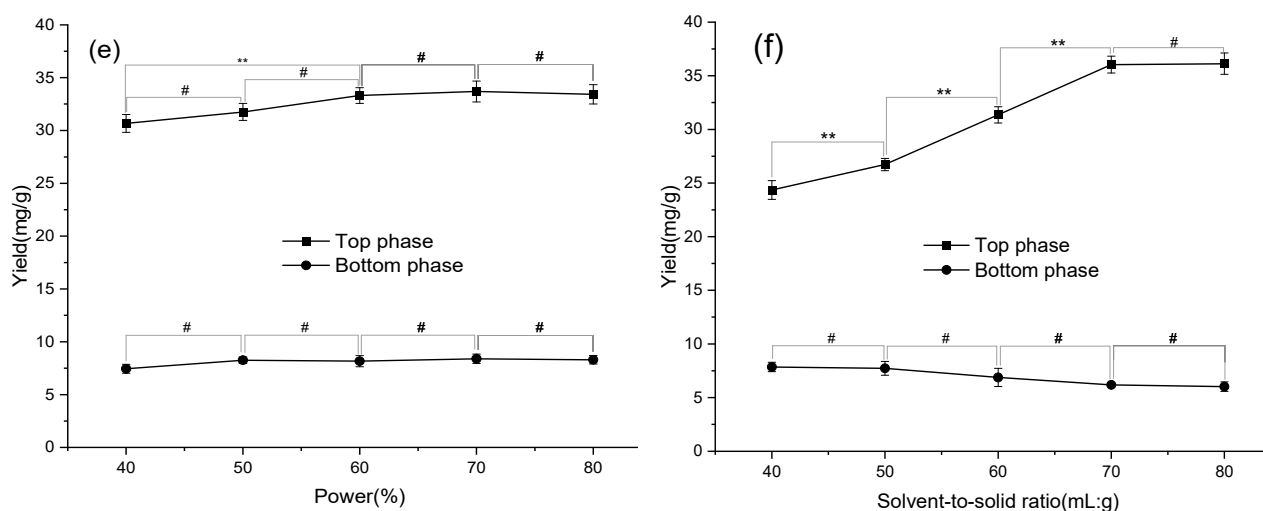 (e)
Yield(mg/g)
40
35
30
25
20
15
10
5
0
**
#
#
#
#
Top phase
Bottom phase
#
#
#
#
40 50 60 70 80
Power(%)
(f)
Yield(mg/g)
40
35
30
25
20
15
10
5
0
**
**
**
#
Top phase
Bottom phase
#
#
#
#
40 50 60 70 80
Solvent-to-solid ratio(mL:g)